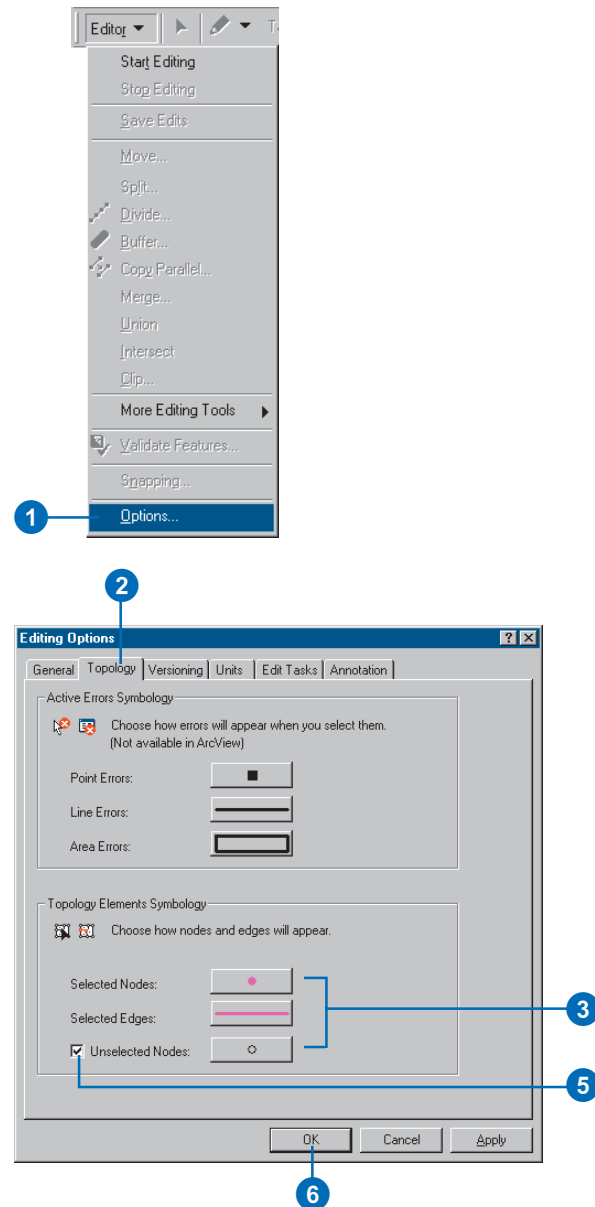 Editor
Start Editing
Stop Editing
Save Edits
Move...
Split...
Divide...
Buffer...
Copy Parallel...
Merge...
Union
Intersect
Clip...
More Editing Tools
Validate Features...
Snapping...
1
Options...
2
Editing Options
General Topology Versioning Units Edit Tasks Annotation
Active Errors Symbology
Choose how errors will appear when you select them.
(Not available in ArcView)
Point Errors:
Line Errors:
Area Errors:
Topology Elements Symbology
Choose how nodes and edges will appear.
Selected Nodes:
3
Selected Edges:
Unselected Nodes:
5
OK Cancel Apply
6